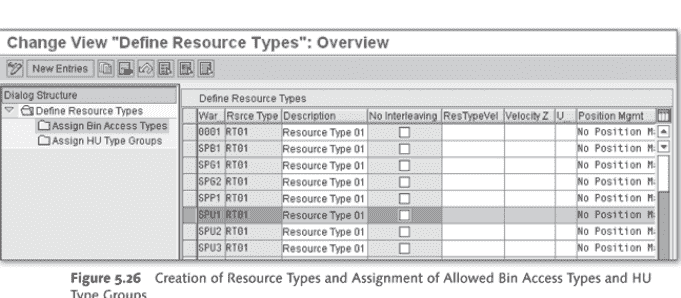 Change View "Define Resource Types": Overview
New Entries
Dialog Structure
Define Resource Types
Assign Bin Access Types
Assign HU Type Groups
Define Resource Types
War_ Rsrce Type Description No Interleaving ResTypeVel Velocity Z U_ Position Mgmt
0001 RT01 Resource Type 01 No Position M
SPB1 RT01 Resource Type 01 No Position M
SPG1 RT01 Resource Type 01 No Position M
SPG2 RT01 Resource Type 01 No Position M
SPP1 RT01 Resource Type 01 No Position M
SPU1 RT01 Resource Type 01 No Position M
SPU2 RT01 Resource Type 01 No Position M
SPU3 RT01 Resource Type 01 No Position M
Figure 5.26 Creation of Resource Types and Assignment of Allowed Bin Access Types and HU
Type Groups